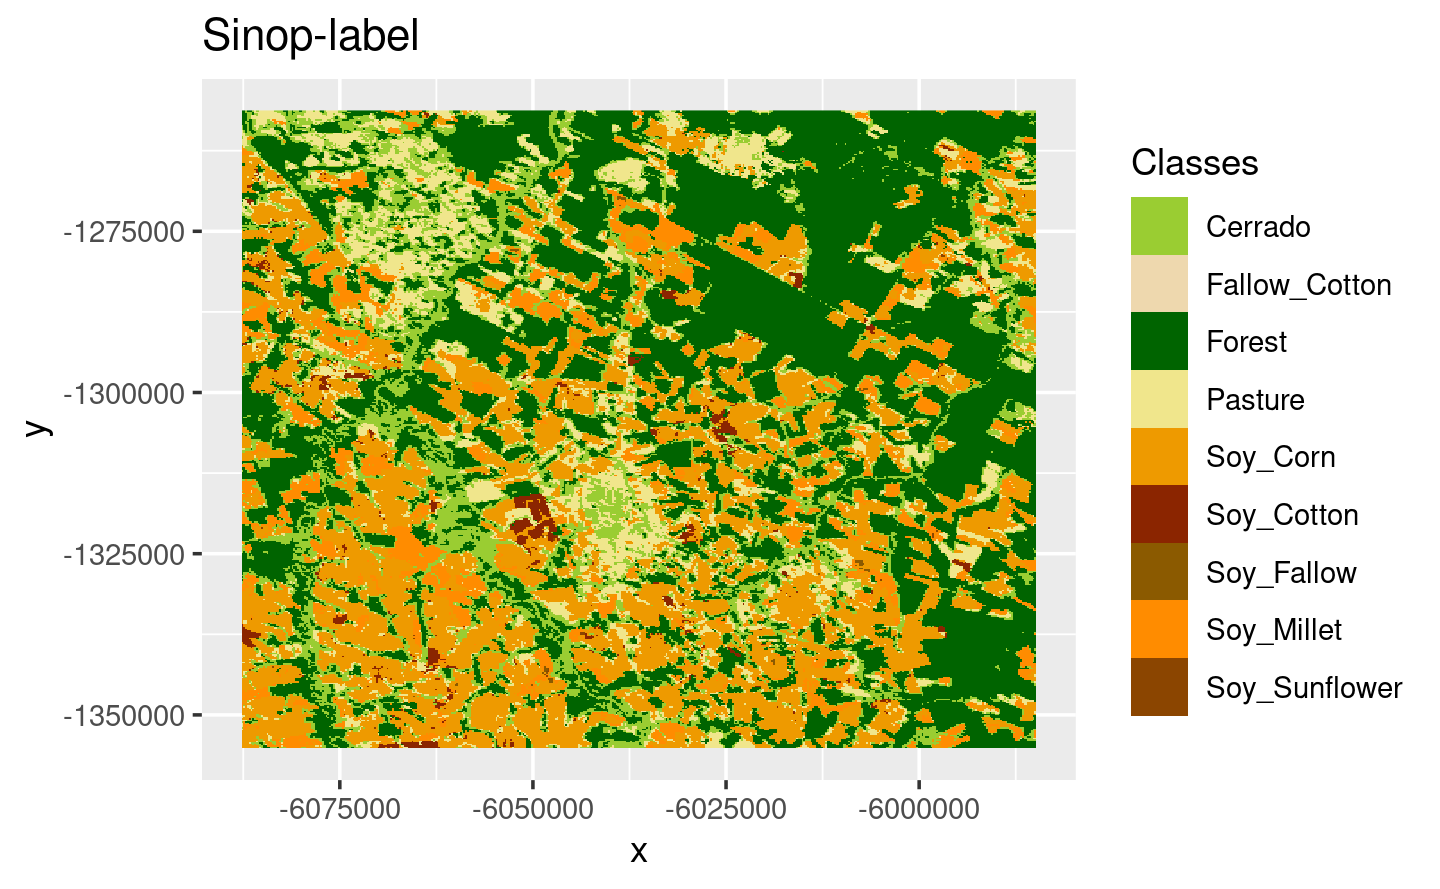 Sinop-label
Classes
Cerrado
Fallow_Cotton
Forest
Pasture
Soy_Corn
Soy_Cotton
Soy_Fallow
Soy_Millet
Soy_Sunflower
y
-1275000
-1300000
-1325000
-1350000
-6075000 -6050000 -6025000 -6000000
x